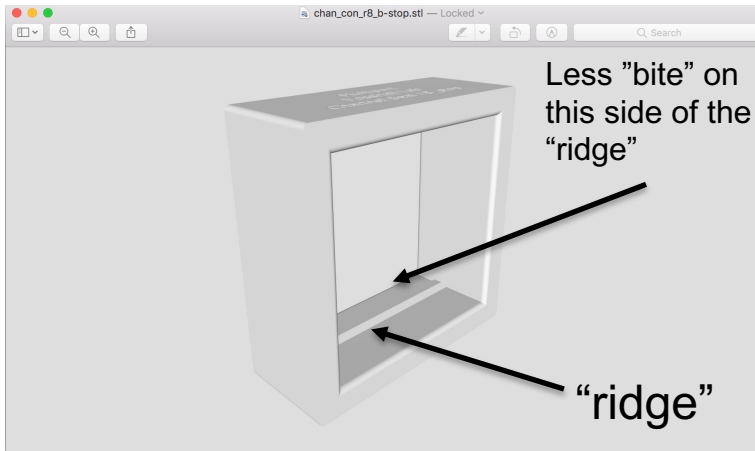 chan_con_r8_b-stop.stl — Locked
Search
Less ”bite” on
this side of the
“ridge”
“ridge”